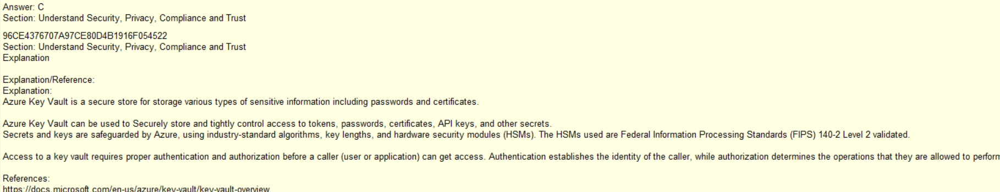 Answer: C
Section: Understand Security, Privacy, Compliance and Trust
96CE4376707A97CE80D4B1916F054522
Section: Understand Security, Privacy, Compliance and Trust
Explanation
Explanation/Reference:
Explanation:
Azure Key Vault is a secure store for storage various types of sensitive information including passwords and certificates.
Azure Key Vault can be used to Securely store and tightly control access to tokens, passwords, certificates, API keys, and other secrets.
Secrets and keys are safeguarded by Azure, using industry-standard algorithms, key lengths, and hardware security modules (HSMs). The HSMs used are Federal Information Processing Standards (FIPS) 140-2 Level 2 validated.
Access to a key vault requires proper authentication and authorization before a caller (user or application) can get access. Authentication establishes the identity of the caller, while authorization determines the operations that they are allowed to perform
References:
https://docs.microsoft.com/en-us/azure/key-vault/key-vault-overview